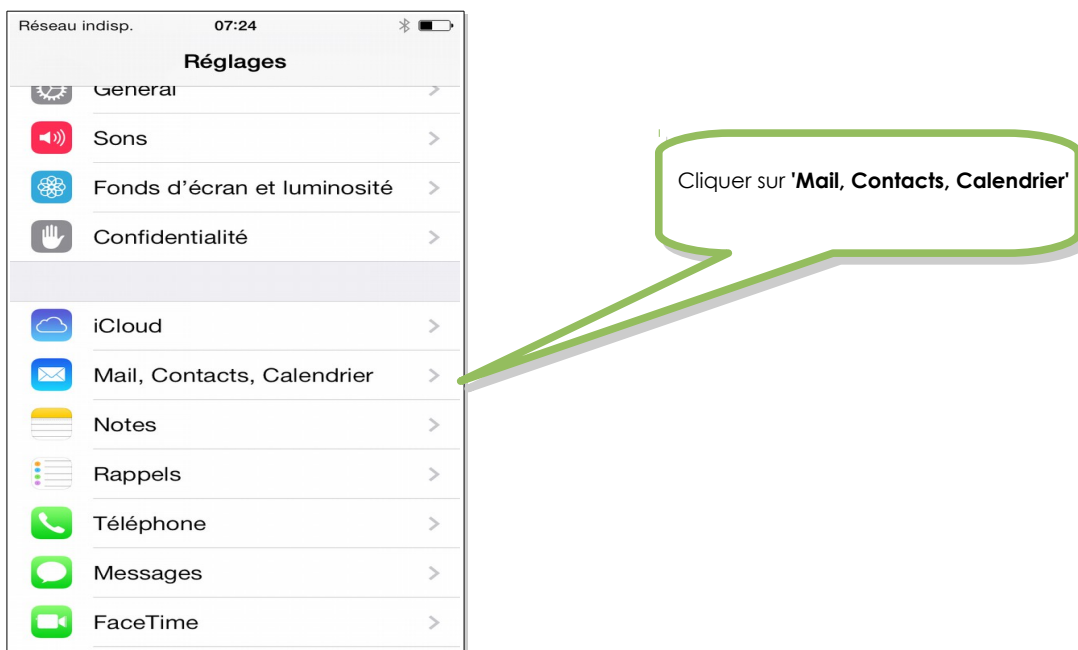 Réseau indisp. 07:24
Réglages
Général
Sons
Fonds d'écran et luminosité
Confidentialité
iCloud
Mail, Contacts, Calendrier
Notes
Rappels
Téléphone
Messages
FaceTime
Cliquer sur 'Mail, Contacts, Calendrier'